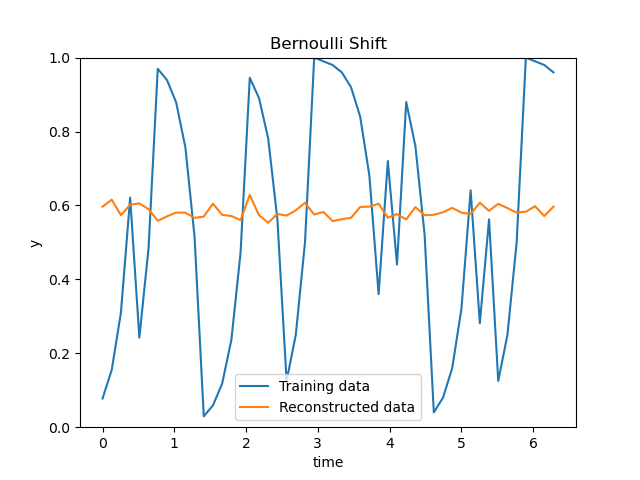 Bernoulli Shift
1.0
0.8
0.6
0.4
0.2
0.0
y
Training data
Reconstructed data
0 1 2 3 4 5 6
time